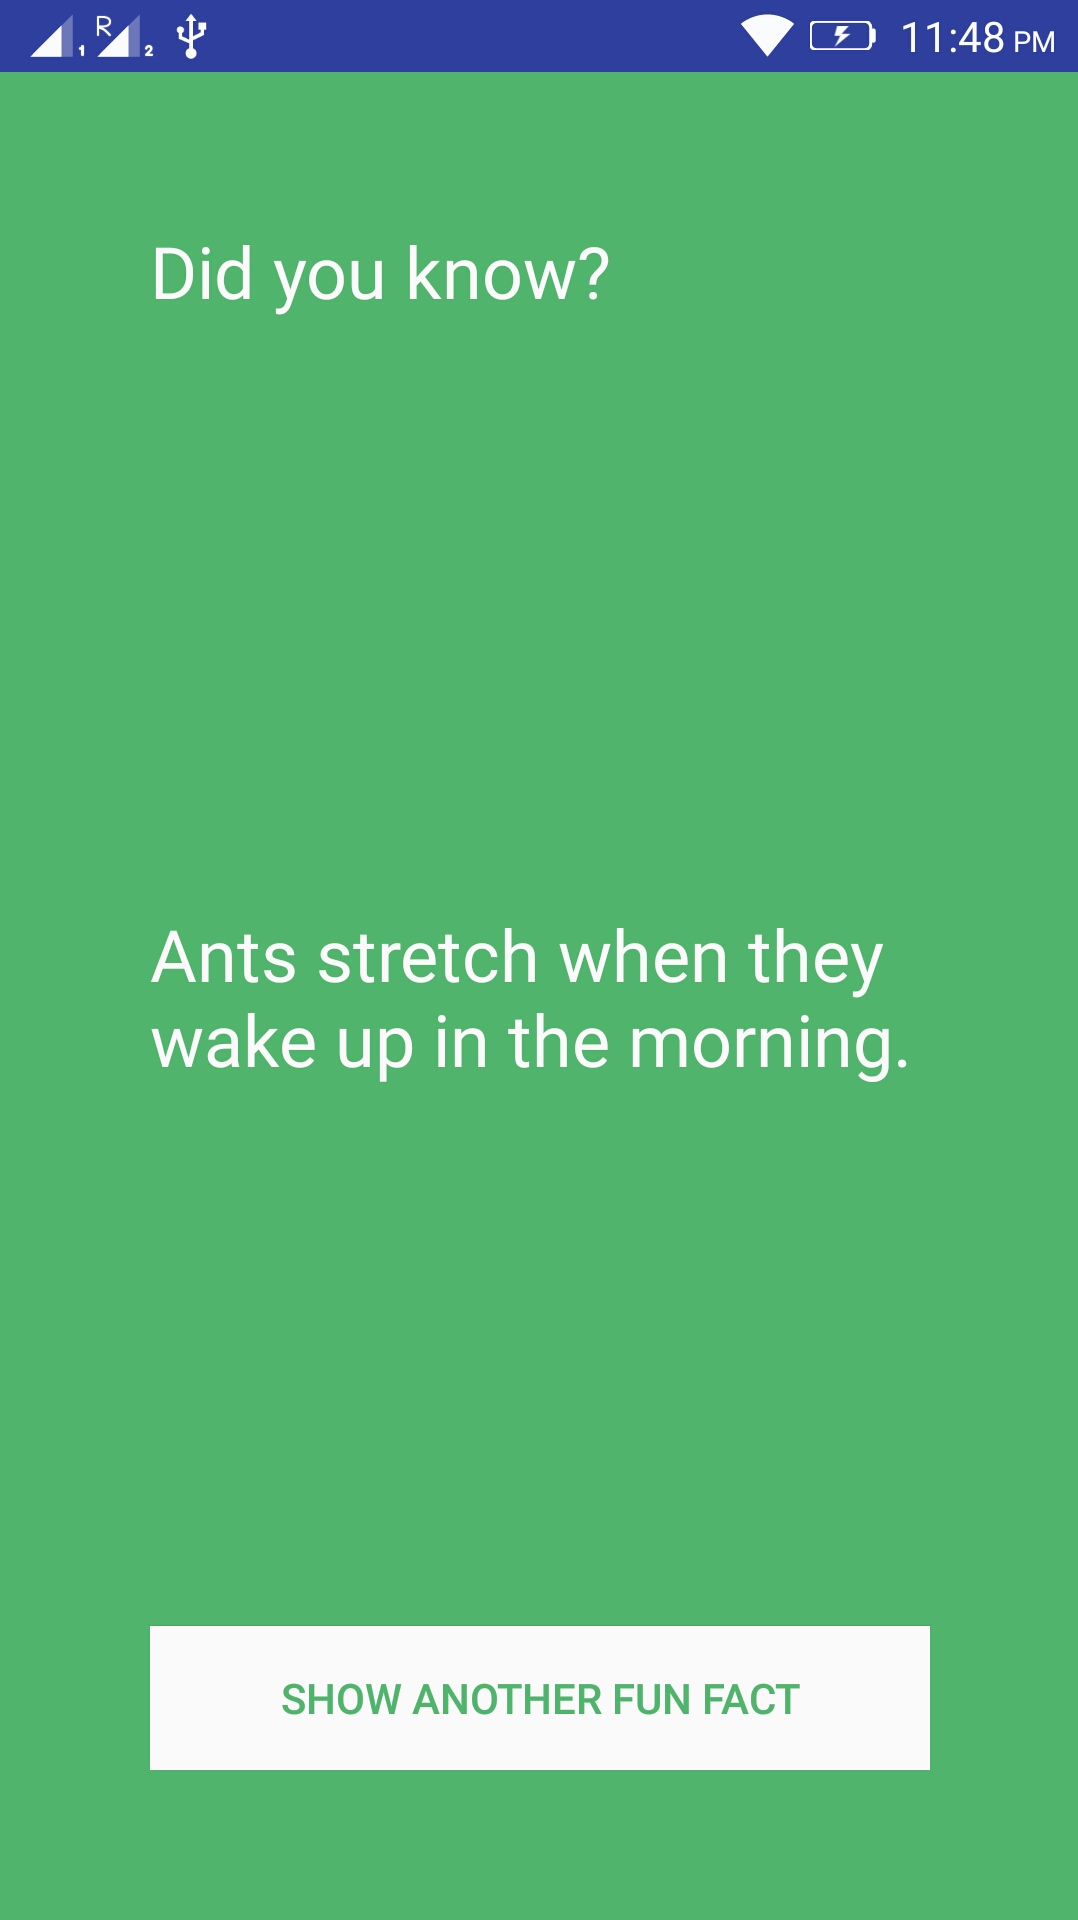 1 R 2 11:48 PM
Did you know?
Ants stretch when they
wake up in the morning.
SHOW ANOTHER FUN FACT